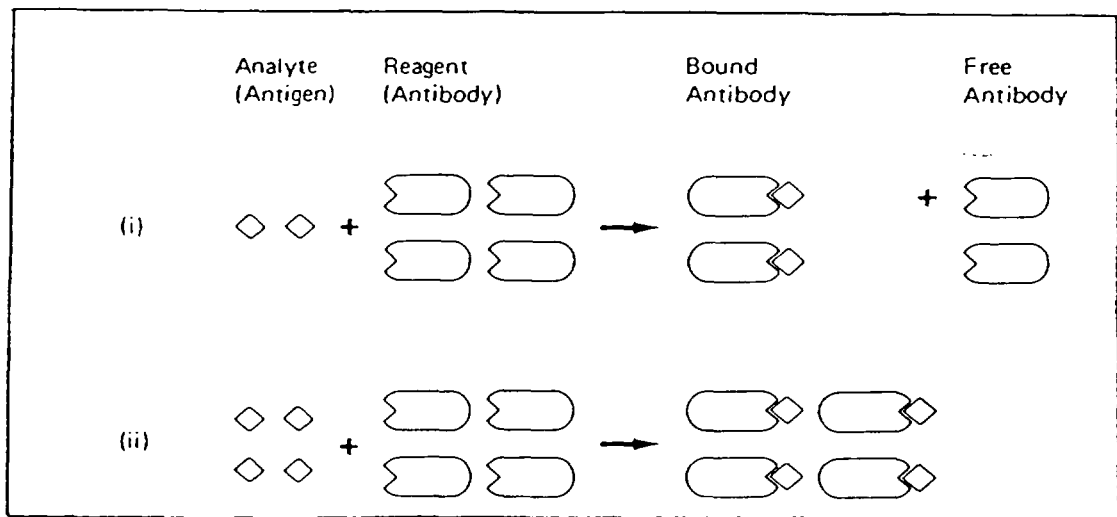 Analyte
(Antigen)
Reagent
(Antibody)
Bound
Antibody
Free
Antibody
(i)
+
+
(ii)
+